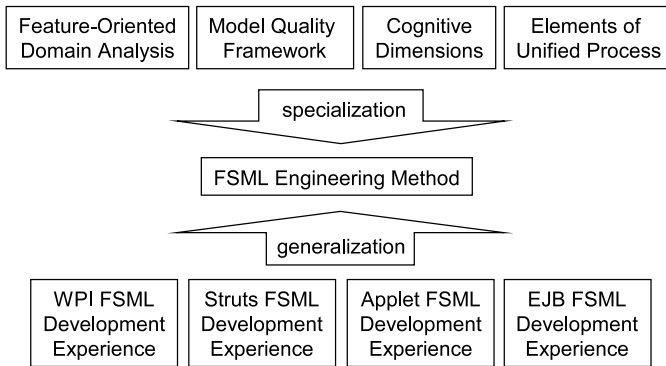 Feature-Oriented
Domain Analysis
Model Quality
Framework
Cognitive
Dimensions
Elements of
Unified Process
specialization
FSML Engineering Method
generalization
WPI FSML
Development
Experience
Struts FSML
Development
Experience
Applet FSML
Development
Experience
EJB FSML
Development
Experience